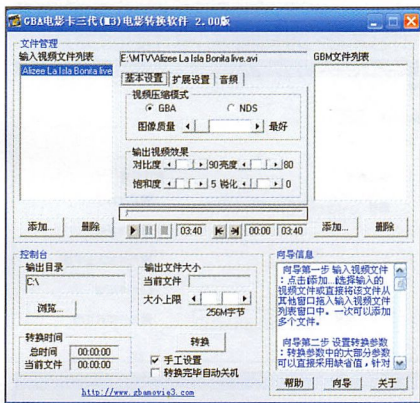 GBA电影卡三代(M3)电影转换软件 2.00版
文件管理
输入视频文件列表
Alizee La Isla Bonita live
添加... 删除
E:\MTV\Alizee La Isla Bonita live.avi
基本设置 扩展设置 音频
视频压缩模式
GBA NDS
图像质量 最好
输出视频效果
对比度 90 亮度 80
饱和度 5 锐化 0
03:40 00:00 03:40
GBM文件列表
添加... 删除
控制台
输出目录
C:\
浏览...
输出文件大小
当前文件
大小上限
256M字节
转换时间
总时间 00:00:00
当前文件 00:00:00
转换
手工设置
转换完毕自动关机
http://www.gbamovie3.com
向导信息
向导第一步 输入视频文件
:点击[添加...]选择输入的
视频文件或直接将该文件从
其他窗口拖入输入视频文件
列表窗口中。一次可以添加
多个文件。
向导第二步 设置转换参数
:转换参数中的大部分参数
可以直接采用缺省值,针对
帮助 向导 关于